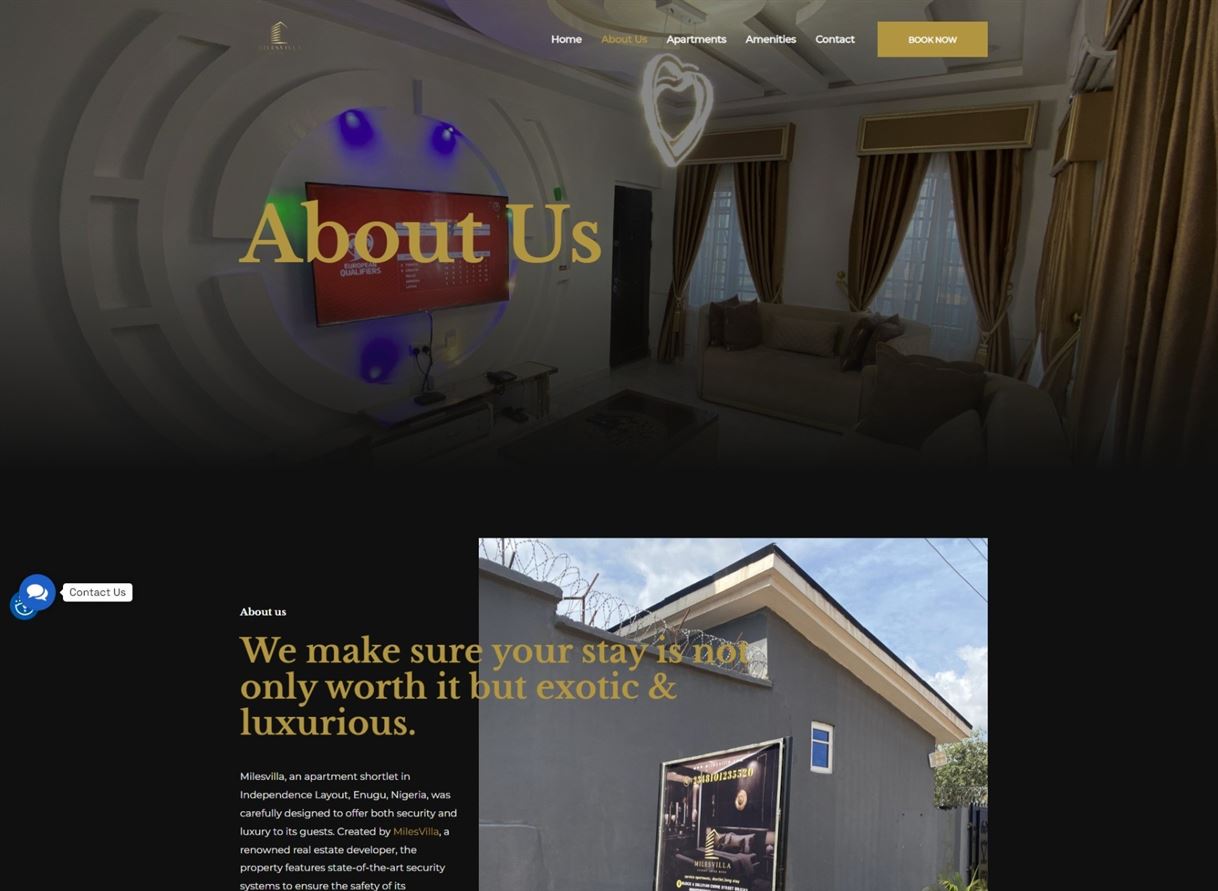 MILESVILLA
Home
About Us
Apartments
Amenities
Contact
BOOK NOW
About Us
EUROPEAN
QUALIFIERS
Contact Us
About us
We make sure your stay is not
only worth it but exotic &
luxurious.
Milesvilla, an apartment shortlet in
Independence Layout, Enugu, Nigeria, was
carefully designed to offer both security and
luxury to its guests. Created by MilesVilla, a
renowned real estate developer, the
property features state-of-the-art security
systems to ensure the safety of its
MILESVILLA